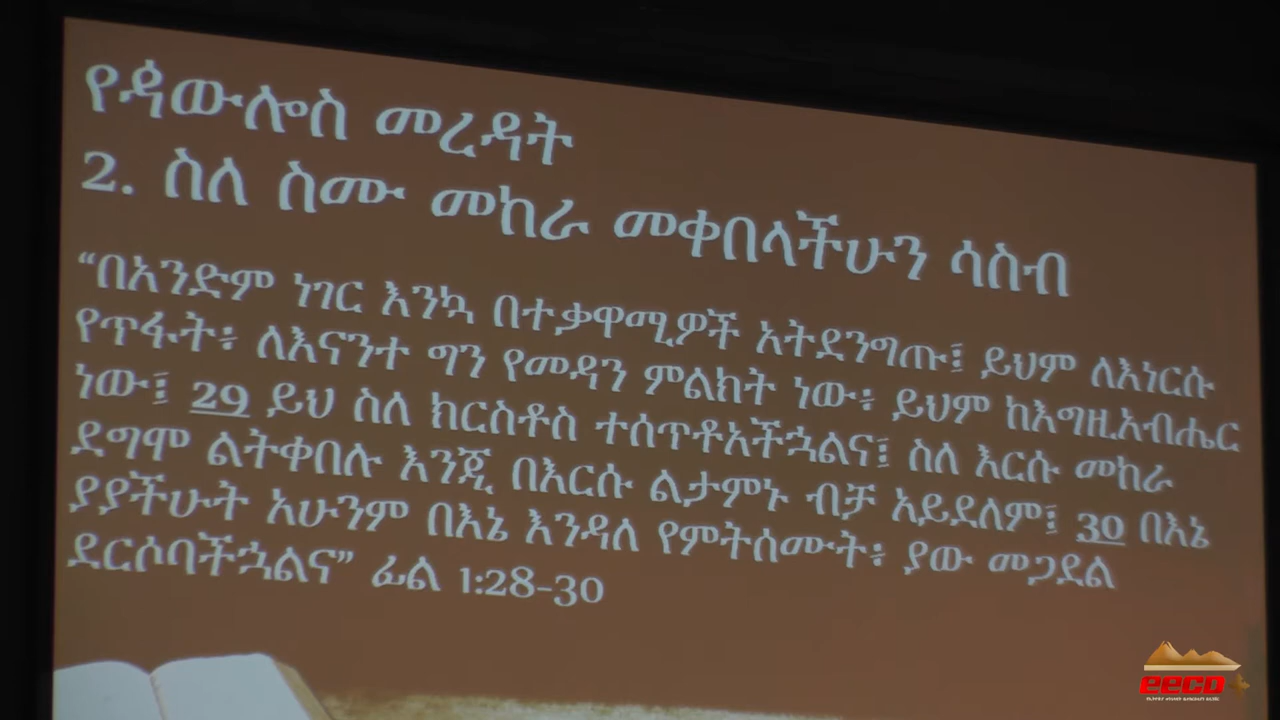 የጳውሎስ መረዳት
2. ስለ ስሙ መከራ መቀበላችሁን ሳስብ
“በአንድም ነገር እንኳ በተቃዋሚዎች አትደንግጡ፤ ይህም ለእነርሱ
የጥፋት፥ ለእናንተ ግን የመዳን ምልክት ነው፥ ይህም ከእግዚአብሔር
ነው፤ 29 ይህ ስለ ክርስቶስ ተሰጥቶአችኋልና፤ ስለ እርሱ መከራ
ደግሞ ልትቀበሉ እንጂ በእርሱ ልታምኑ ብቻ አይደለም፤ 30 በእኔ
ያያችሁት አሁንም በእኔ እንዳለ የምትሰሙት፥ ያው መጋደል
ደርሶባችኋልና” ፊል 1:28-30
eecd